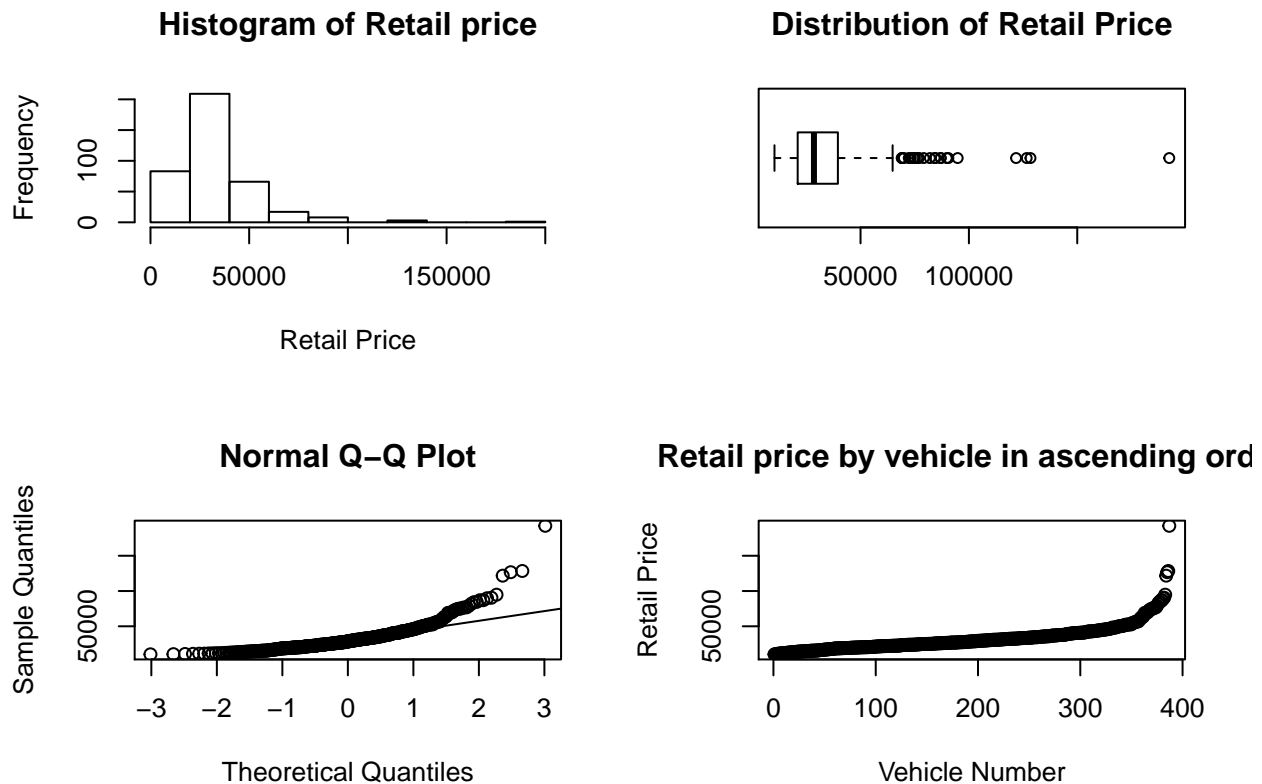 Histogram of Retail price
Frequency
0
100
0
50000
150000
Retail Price
Distribution of Retail Price
50000
100000
Normal Q−Q Plot
Sample Quantiles
50000
−3
−2
−1
0
1
2
3
Theoretical Quantiles
Retail price by vehicle in ascending ord
Retail Price
50000
0
100
200
300
400
Vehicle Number